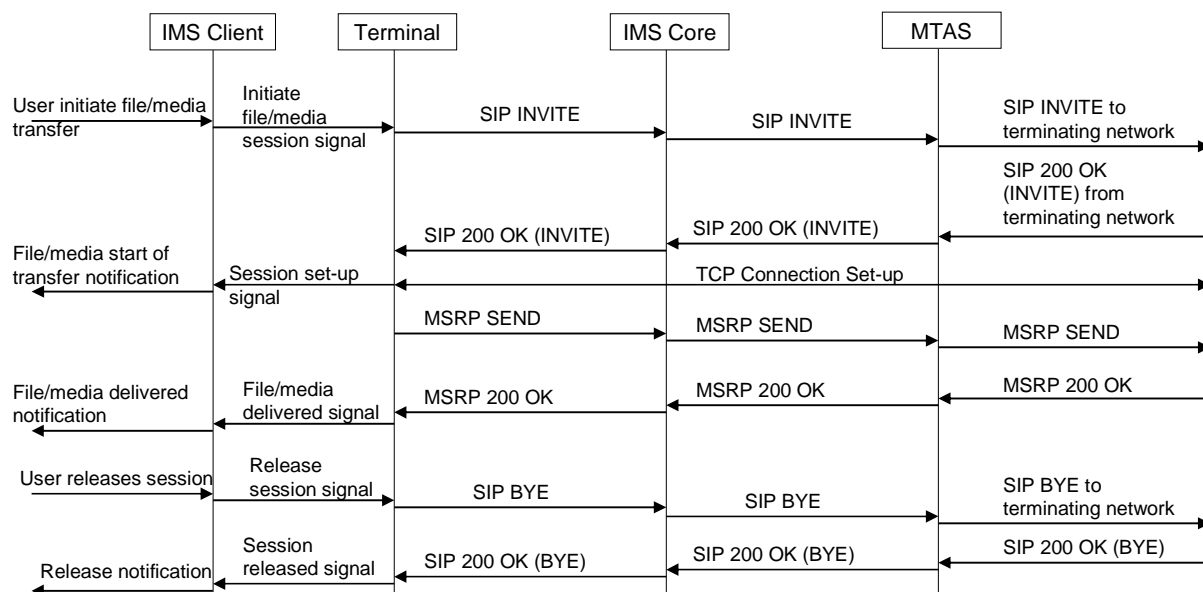 IMS Client
Terminal
IMS Core
MTAS
User initiate file/media
transfer
Initiate
file/media
session signal
SIP INVITE
SIP INVITE
SIP INVITE to
terminating network
SIP 200 OK
(INVITE) from
terminating network
SIP 200 OK (INVITE)
SIP 200 OK (INVITE)
File/media start of
transfer notification
Session set-up
signal
TCP Connection Set-up
MSRP SEND
MSRP SEND
MSRP SEND
MSRP 200 OK
MSRP 200 OK
MSRP 200 OK
File/media
delivered signal
File/media delivered
notification
User releases session
Release
session signal
SIP BYE
SIP BYE
SIP BYE to
terminating network
SIP 200 OK (BYE)
SIP 200 OK (BYE)
SIP 200 OK (BYE)
Session
released signal
Release notification